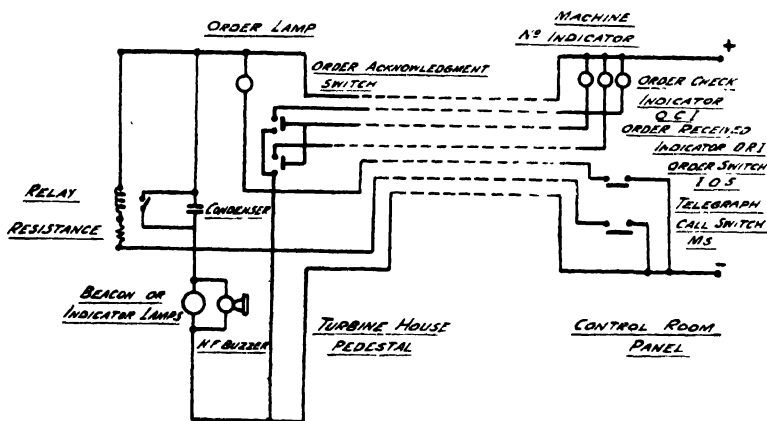 ORDER LAMP
MACHINE
No INDICATOR
+
ORDER ACKNOWLEDGMENT
SWITCH
ORDER CHECK
INDICATOR
O C I
ORDER RECEIVED
INDICATOR ORI
ORDER SWITCH
I O S
TELEGRAPH
CALL SWITCH
MS
-
RELAY
RESISTANCE
CONDENSER
BEACON OR
INDICATOR LAMPS
H F BUZZER
TURBINE HOUSE
PEDESTAL
CONTROL ROOM
PANEL